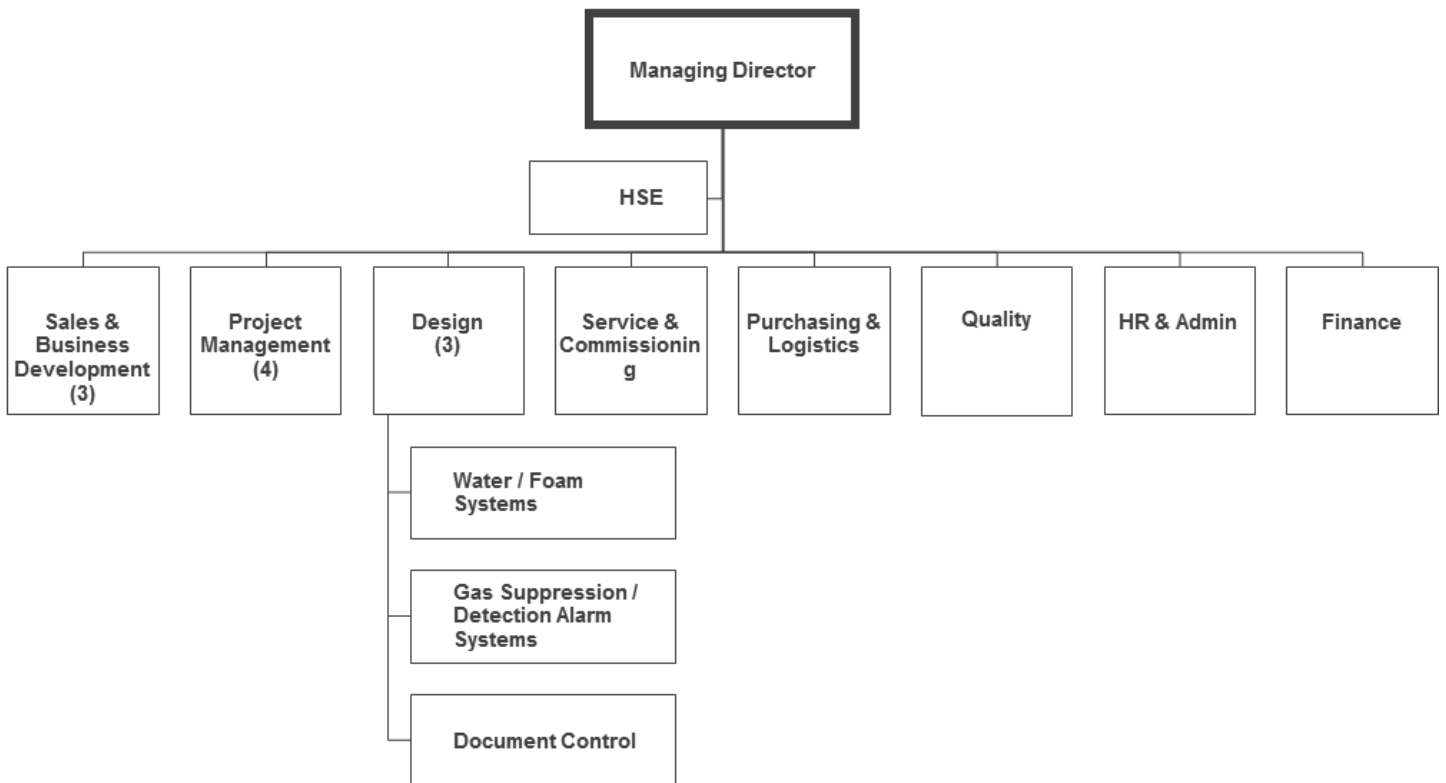 Managing Director
HSE
Sales &
Business
Development
(3)
Project
Management
(4)
Design
(3)
Service &
Commissionin
g
Purchasing &
Logistics
Quality
HR & Admin
Finance
Water / Foam
Systems
Gas Suppression /
Detection Alarm
Systems
Document Control